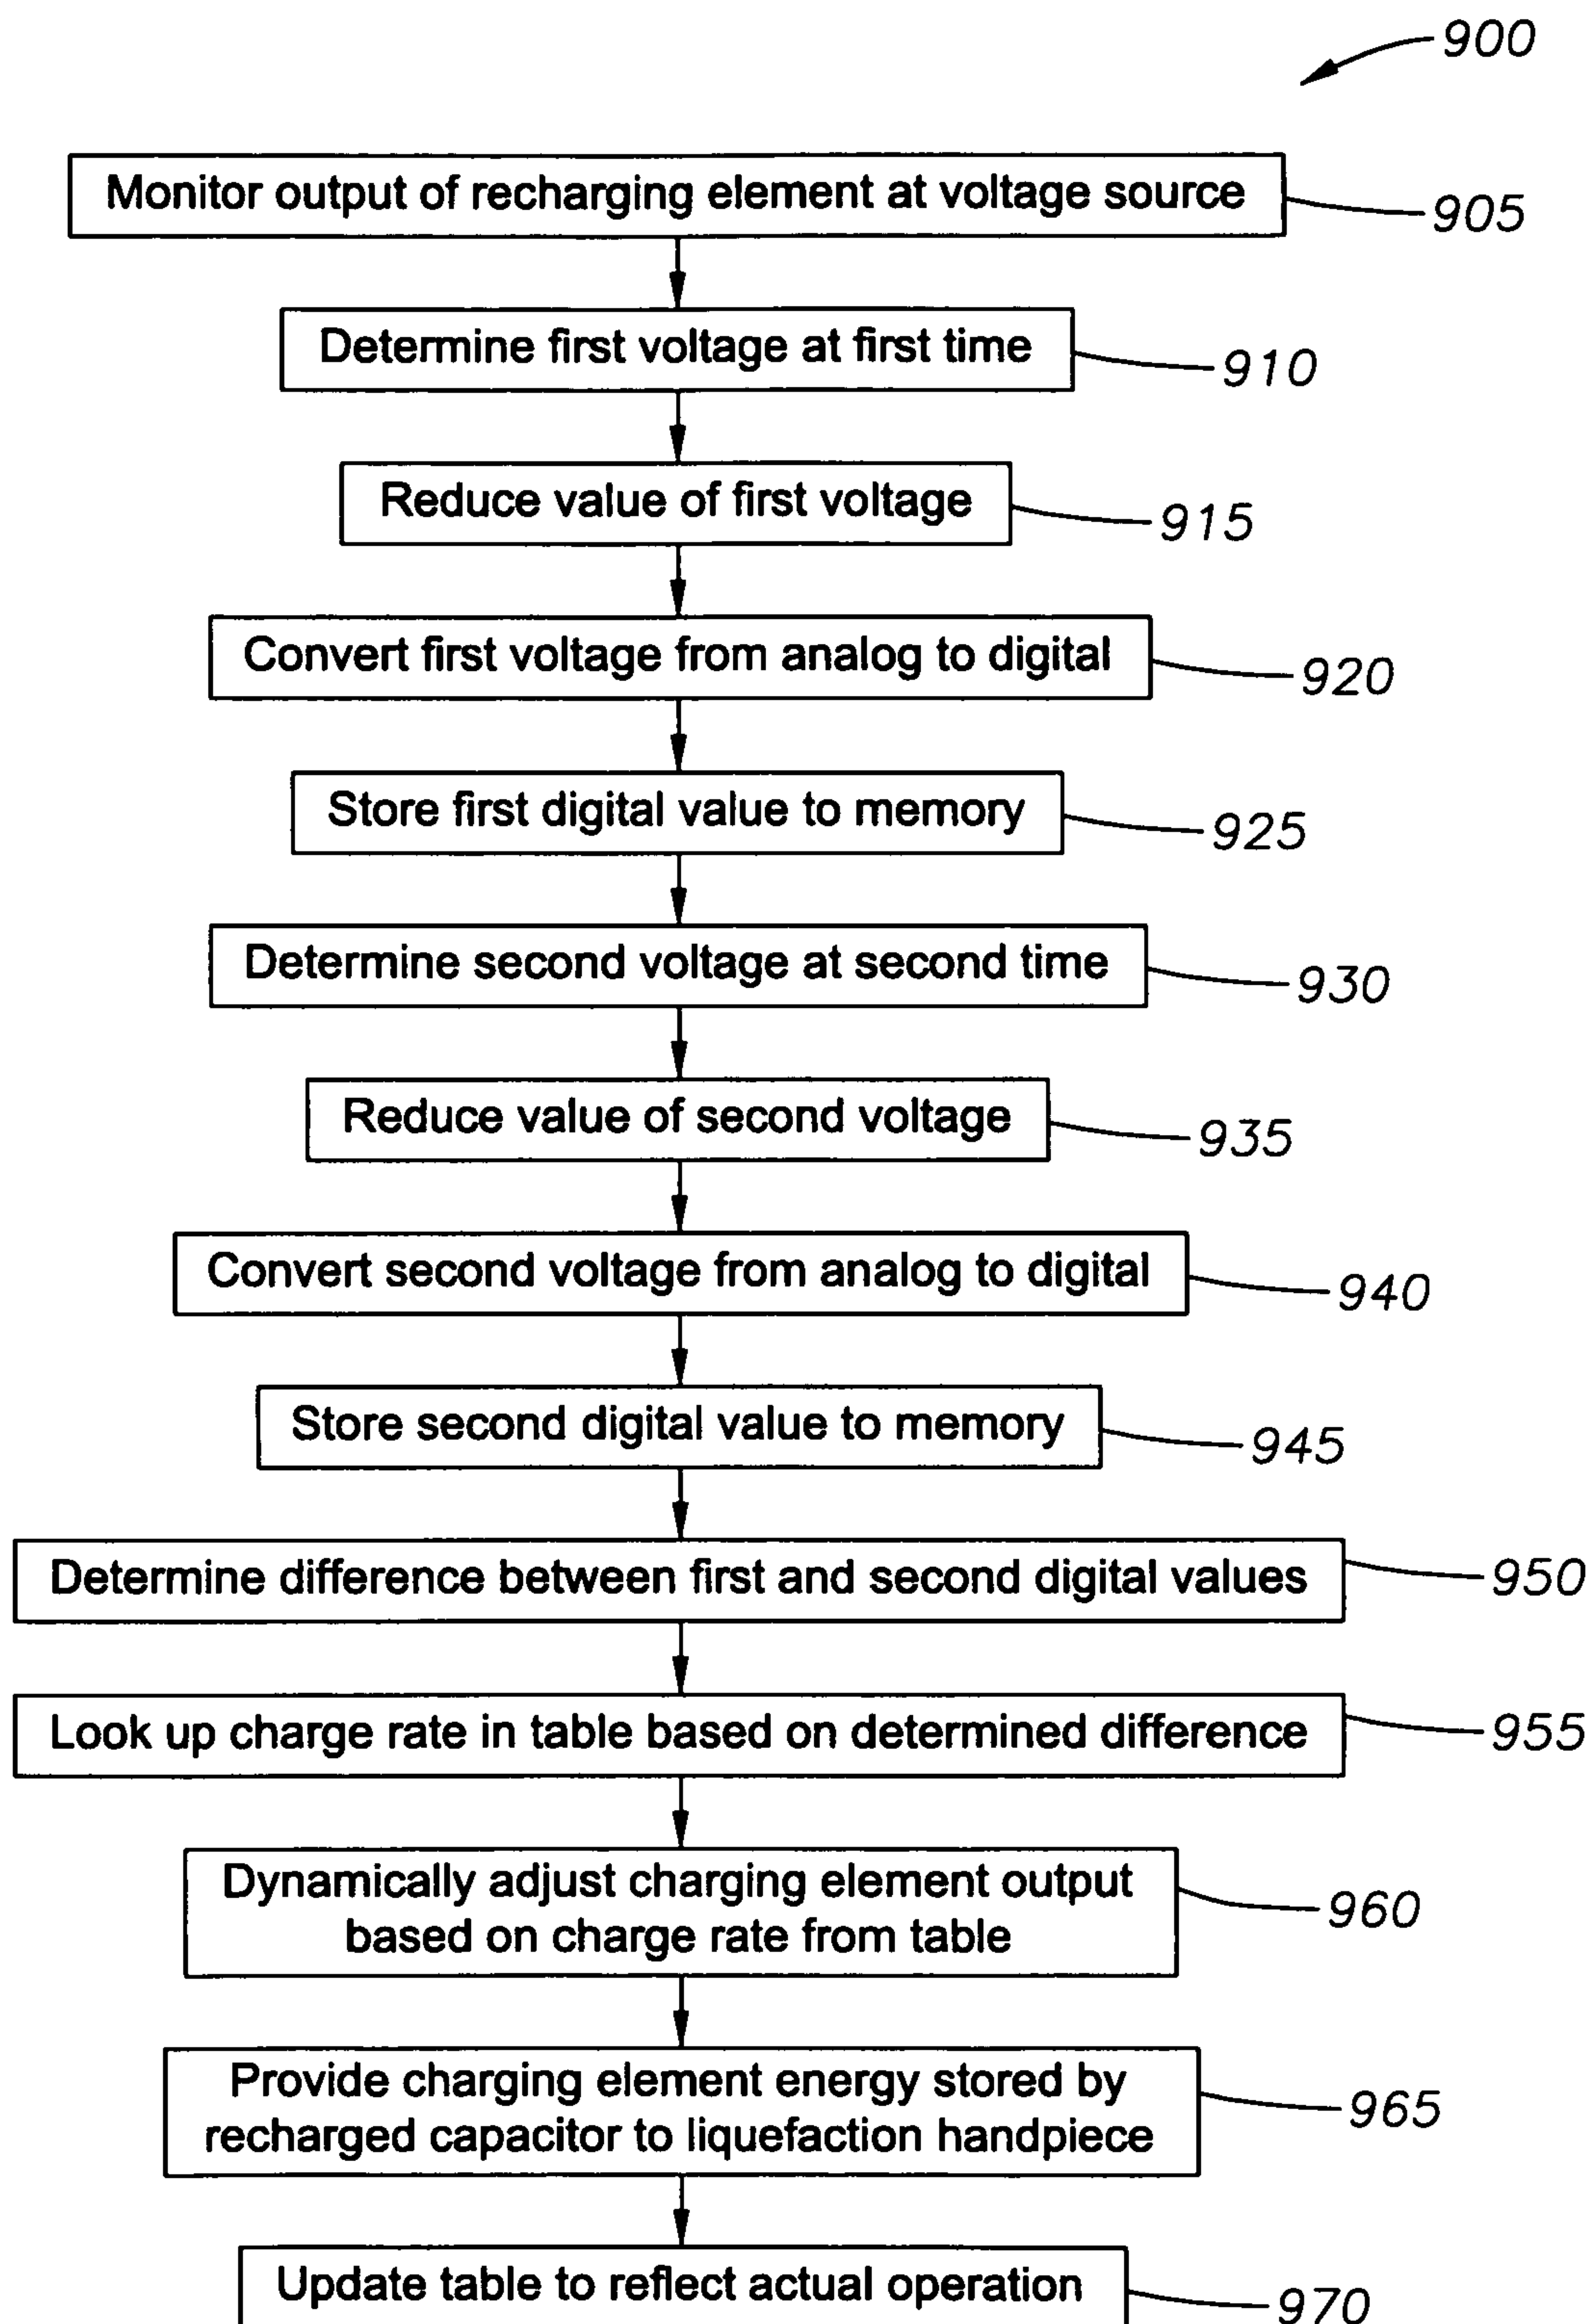 900
Monitor output of recharging element at voltage source
905
Determine first voltage at first time
910
Reduce value of first voltage
915
Convert first voltage from analog to digital
920
Store first digital value to memory
925
Determine second voltage at second time
930
Reduce value of second voltage
935
Convert second voltage from analog to digital
940
Store second digital value to memory
945
Determine difference between first and second digital values
950
Look up charge rate in table based on determined difference
955
Dynamically adjust charging element output
based on charge rate from table
960
Provide charging element energy stored by
recharged capacitor to liquefaction handpiece
965
Update table to reflect actual operation
970